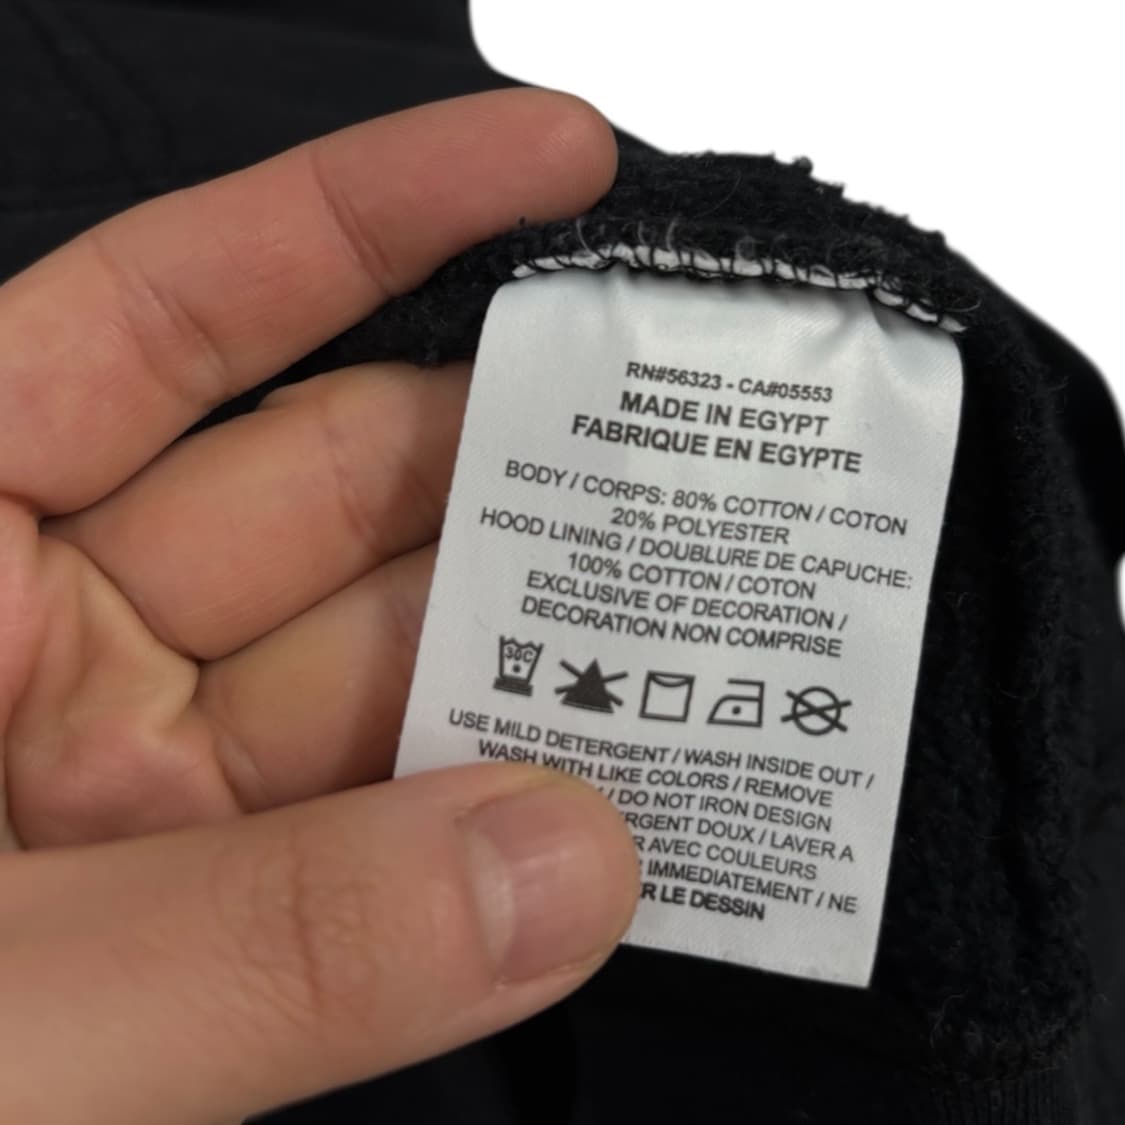 RN#56323 - CA#05553
MADE IN EGYPT
FABRIQUE EN EGYPTE
BODY / CORPS: 80% COTTON / COTON
20% POLYESTER
HOOD LINING / DOUBLURE DE CAPUCHE:
100% COTTON / COTON
EXCLUSIVE OF DECORATION /
DECORATION NON COMPRISE
30C
USE MILD DETERGENT / WASH INSIDE OUT /
WASH WITH LIKE COLORS / REMOVE
/ DO NOT IRON DESIGN
DOUX / LAVER A
AVEC COULEURS
IMMEDIATEMENT / NE
LE DESSIN